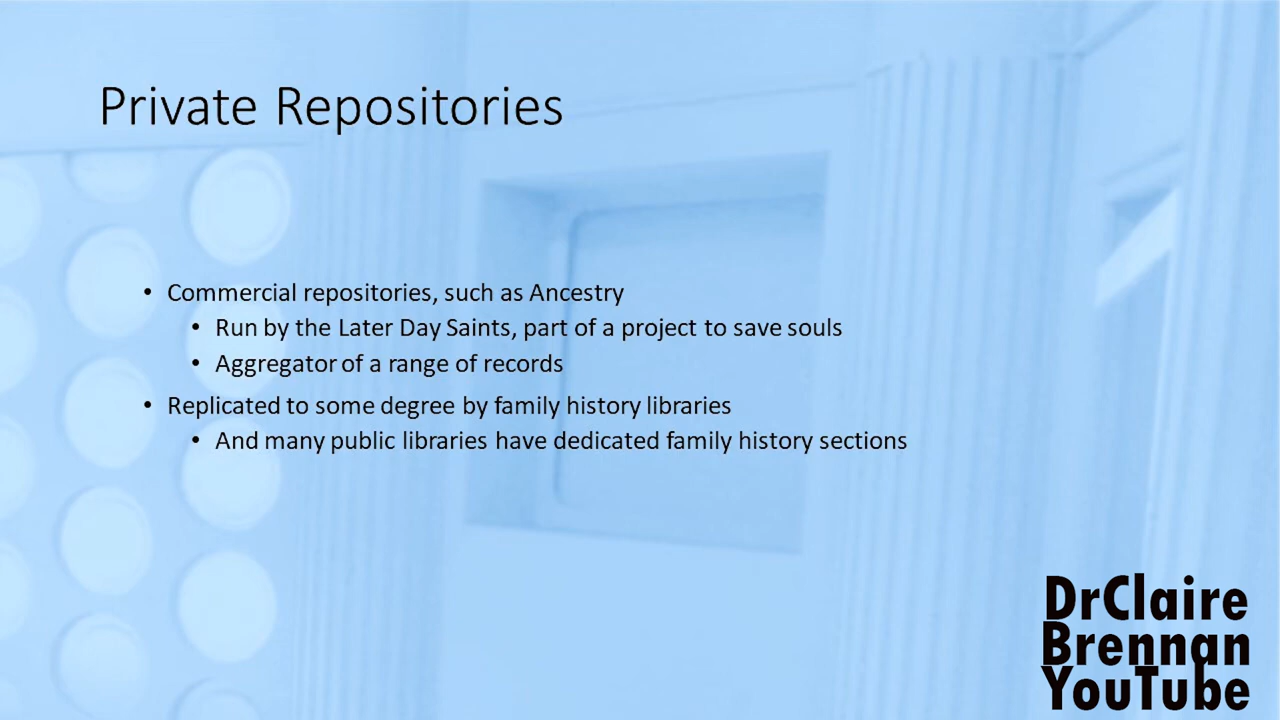 Private Repositories
• Commercial repositories, such as Ancestry
• Run by the Later Day Saints, part of a project to save souls
• Aggregator of a range of records
• Replicated to some degree by family history libraries
• And many public libraries have dedicated family history sections
DrClaire
Brennan
YouTube